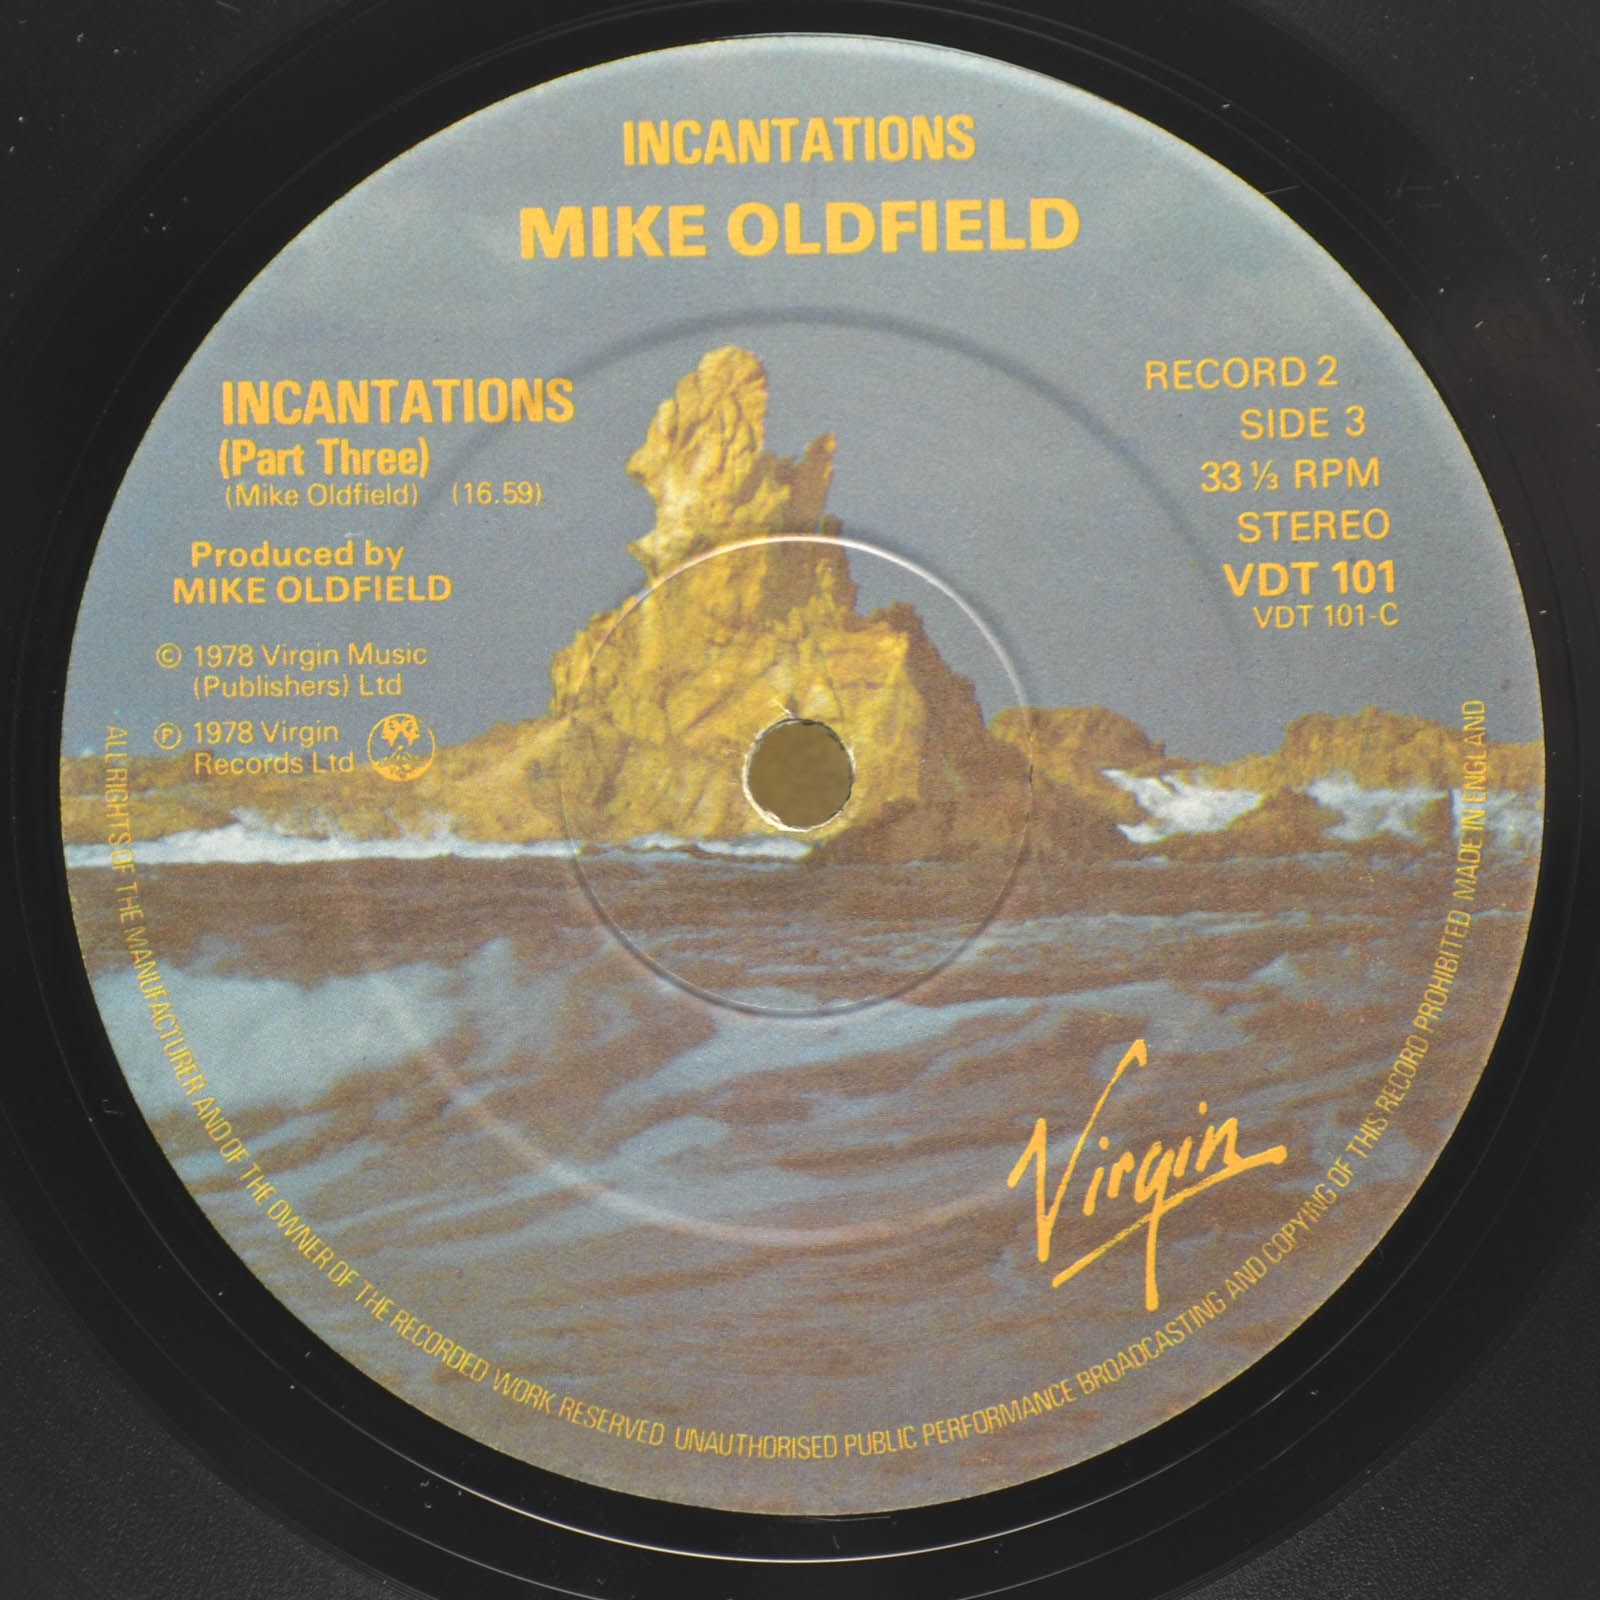 INCANTATIONS
MIKE OLDFIELD
INCANTATIONS
(Part Three)
(Mike Oldfield) (16.59)
Produced by
MIKE OLDFIELD
© 1978 Virgin Music
(Publishers) Ltd
℗ 1978 Virgin
Records Ltd
RECORD 2
SIDE 3
33 ⅓ RPM
STEREO
VDT 101
VDT 101-C
Virgin
ALL RIGHTS OF THE MANUFACTURER AND OF THE OWNER OF THE RECORDED WORK RESERVED UNAUTHORISED PUBLIC PERFORMANCE BROADCASTING AND COPYING OF THIS RECORD PROHIBITED MADE IN ENGLAND